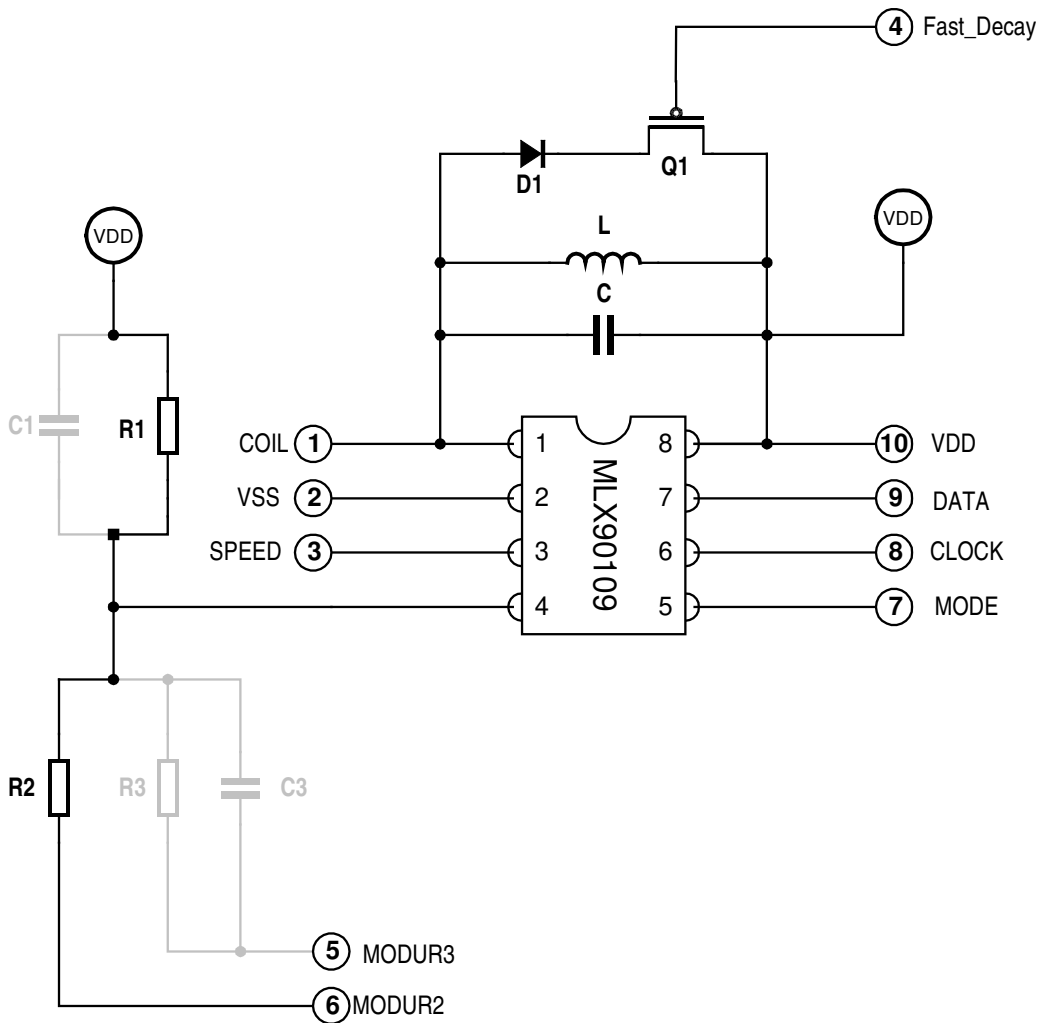 4 Fast_Decay
Q1
D1
VDD
VDD
L
C
C1
R1
COIL 1
1
8
10 VDD
VSS 2
2
7
9 DATA
SPEED 3
3
6
8 CLOCK
4
5
7 MODE
MLX90109
R2
R3
C3
5 MODUR3
6 MODUR2